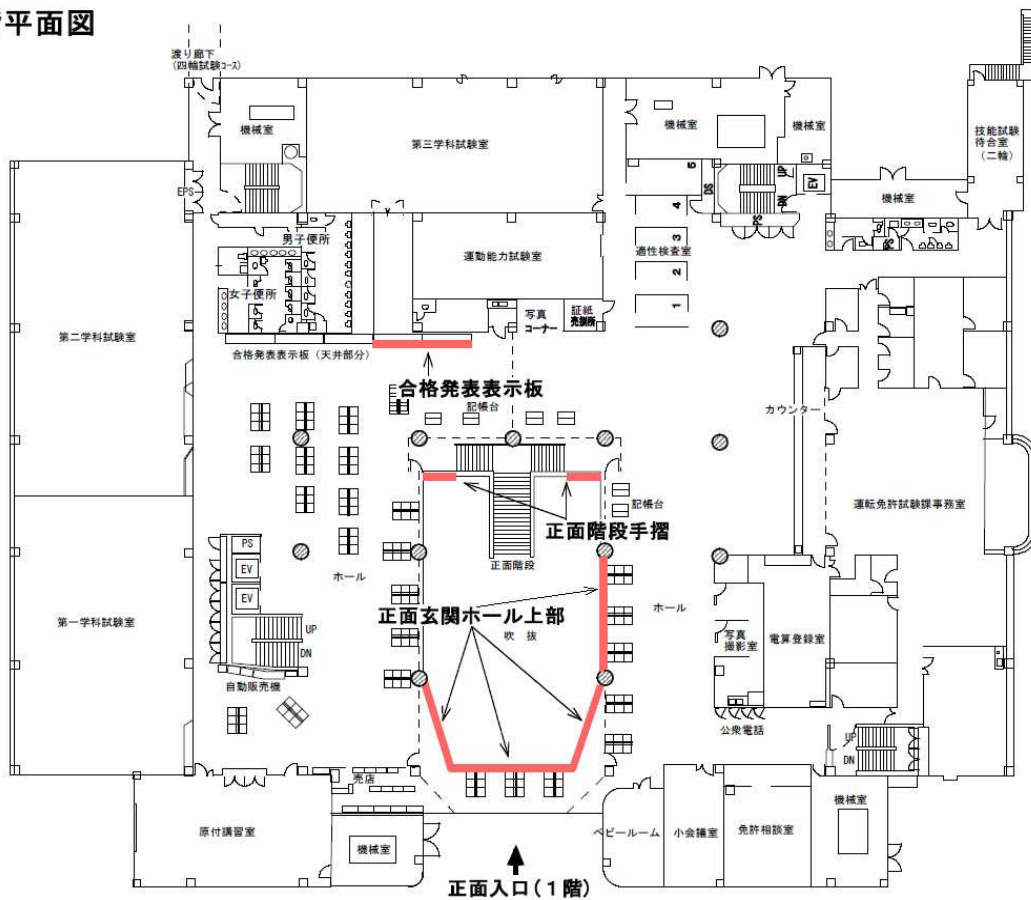 平面図
渡り廊下
(四輪試験コース)
機械室
第三学科試験室
機械室
機械室
技能試験
待合室
(二輪)
EPS
5
DS
UP
EV
DN
PS
4
機械室
男子便所
運動能力試験室
適性検査室
3
PS
女子便所
2
写真
コーナー
証紙
売捌所
1
第二学科試験室
合格発表表示板 (天井部分)
合格発表表示板
記帳台
カウンター
記帳台
運転免許試験課事務室
正面階段手摺
PS
EV
EV
正面階段
ホール
正面玄関ホール上部
吹 抜
ホール
第一学科試験室
UP
DN
写真
撮影室
電算登録室
自動販売機
公衆電話
UP
DN
売店
原付講習室
機械室
ベビールーム
小会議室
免許相談室
機械室
正面入口(1階)